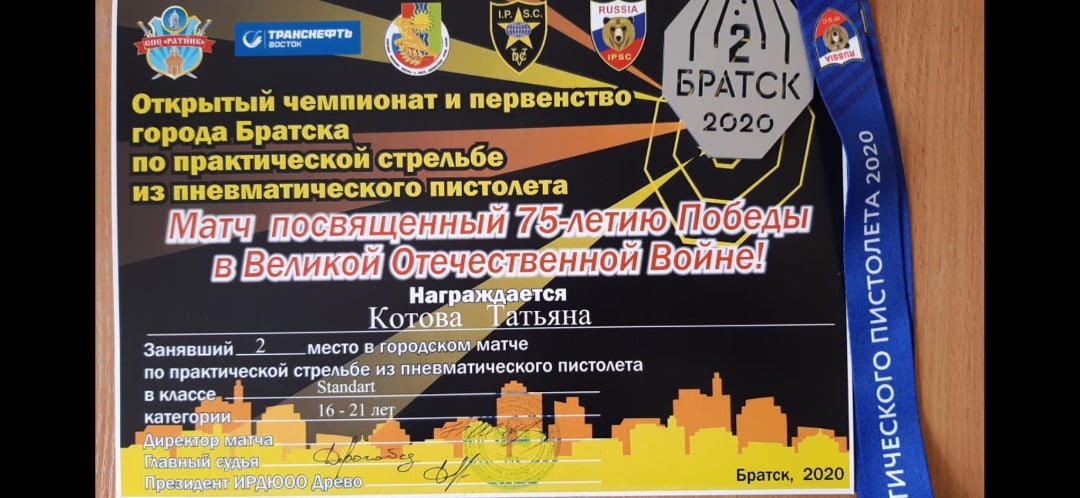 СПС «РАТНИК»
ТРАНСНЕФТЬ
ВОСТОК
I.P.S.C.
DVC
RUSSIA
IPSC
2
БРАТСК
2020
RUSSIA
Открытый чемпионат и первенство
города Братска
по практической стрельбе
из пневматического пистолета
Матч посвященный 75-летию Победы
в Великой Отечественной Войне!
Награждается
Котова Татьяна
Занявший 2 место в городском матче
по практической стрельбе из пневматического пистолета
в классе Standart
категории 16 - 21 лет
Директор матча
Главный судья
Президент ИРДЮОО Древо
Братск, 2020
ТИЧЕСКОГО ПИСТОЛЕТА 2020